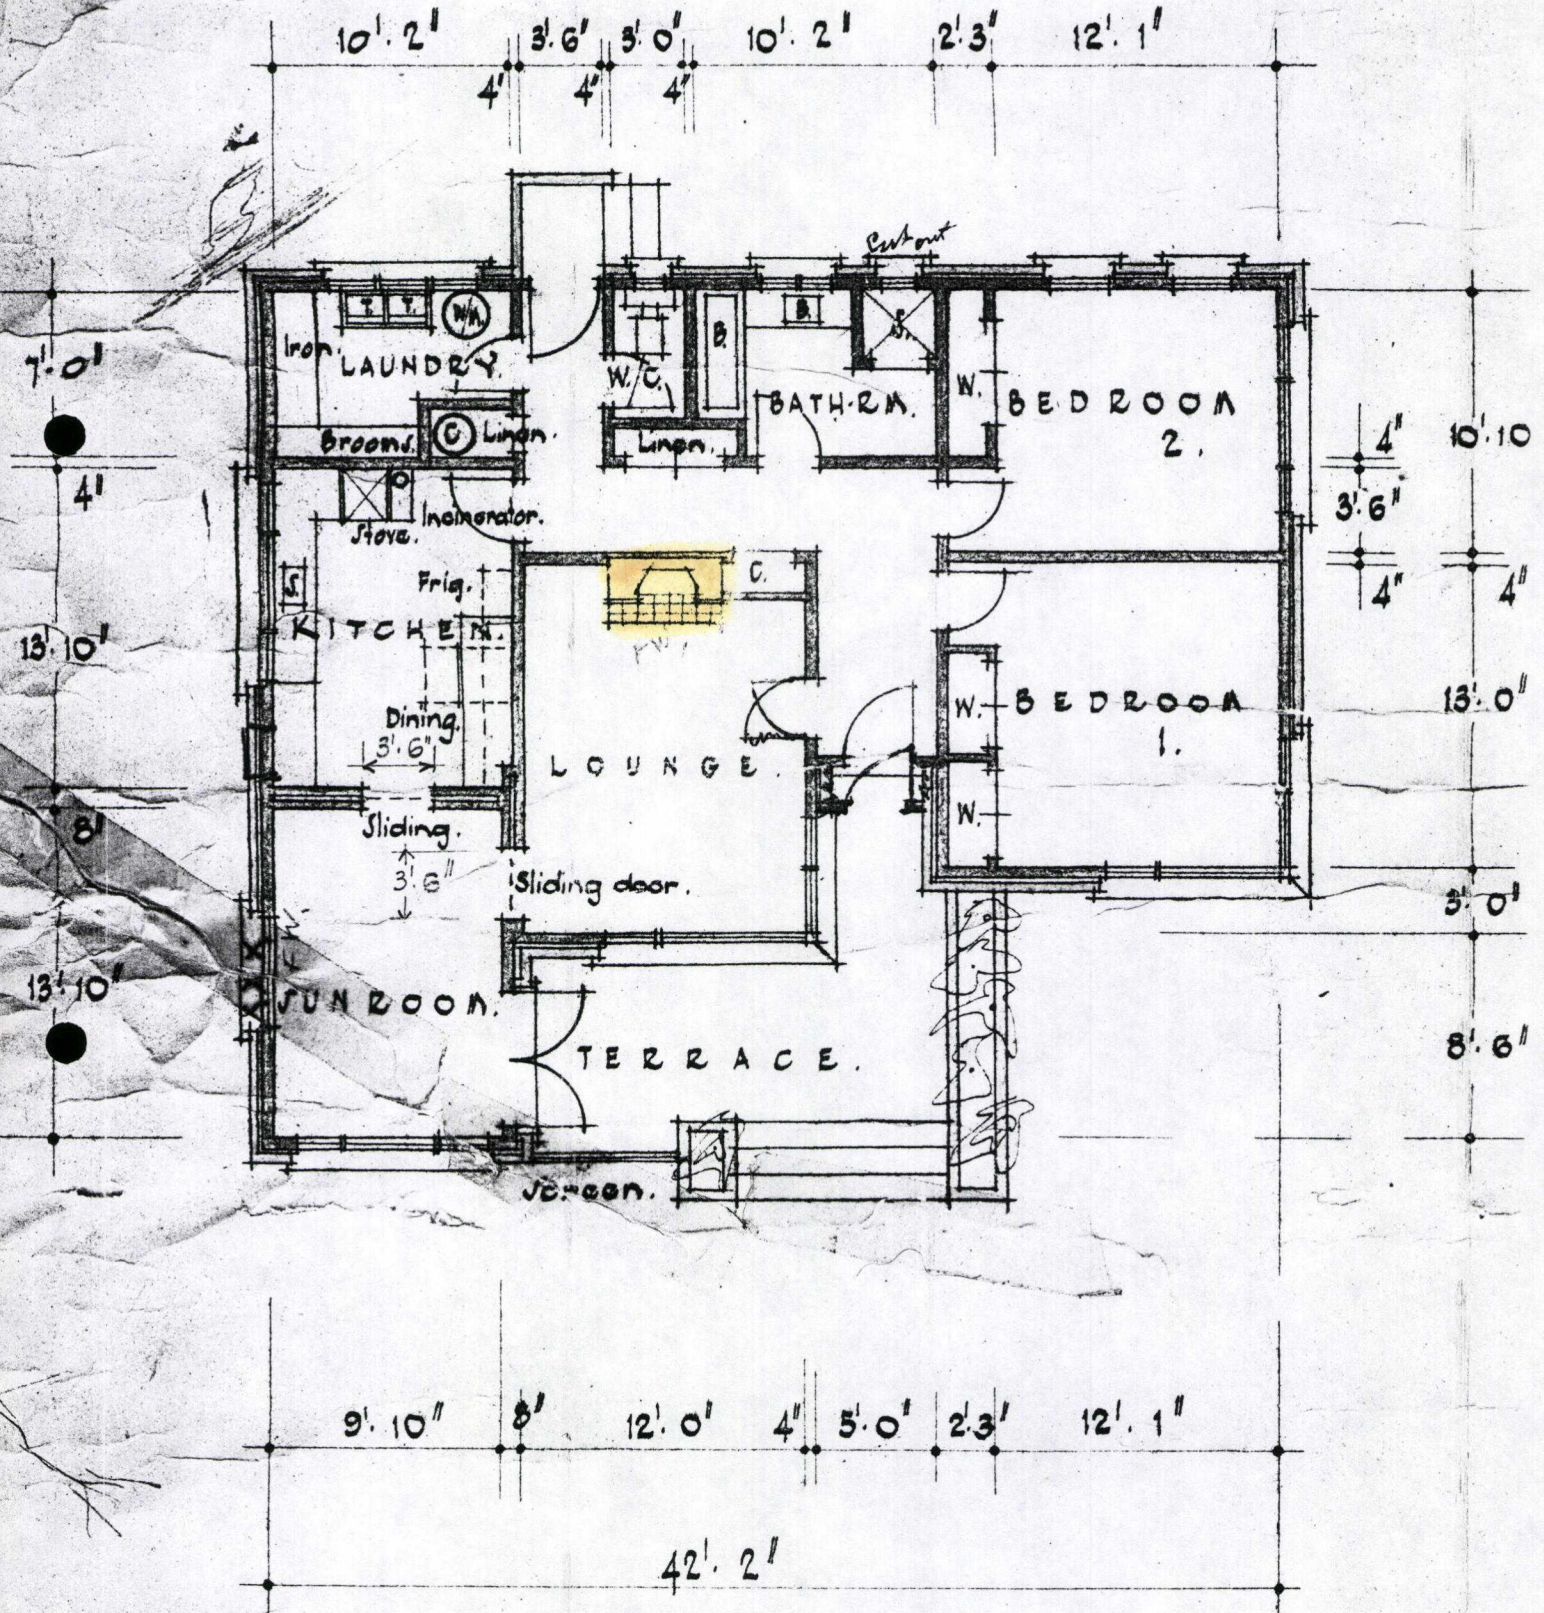 10'.2" 3'.6" 3'.0" 10'.2" 2'.3" 12'.1"
4' 4" 4"
Cut out
T. T. W/M B. B. S.
Iron.
7'.0"
LAUNDRY. W.C. BATH-RM. W. BEDROOM
2.
Brooms. C. Linen. Linen.
4" 10'.10
4'
3'.6"
Incinerator.
Stove.
Frig. C.
4" 4"
S
KITCHEN.
13'.10"
FW
Dining.
3'.6"
W. BEDROOM
1.
13'.0"
LOUNGE.
8'
Sliding. W.
3'.6" Sliding door.
3'.0"
F W
13'.10"
SUNROOM.
TERRACE.
8'.6"
Screen.
9'.10" 8" 12'.0" 4" 5'.0" 2'.3' 12'.1"
42'.2"